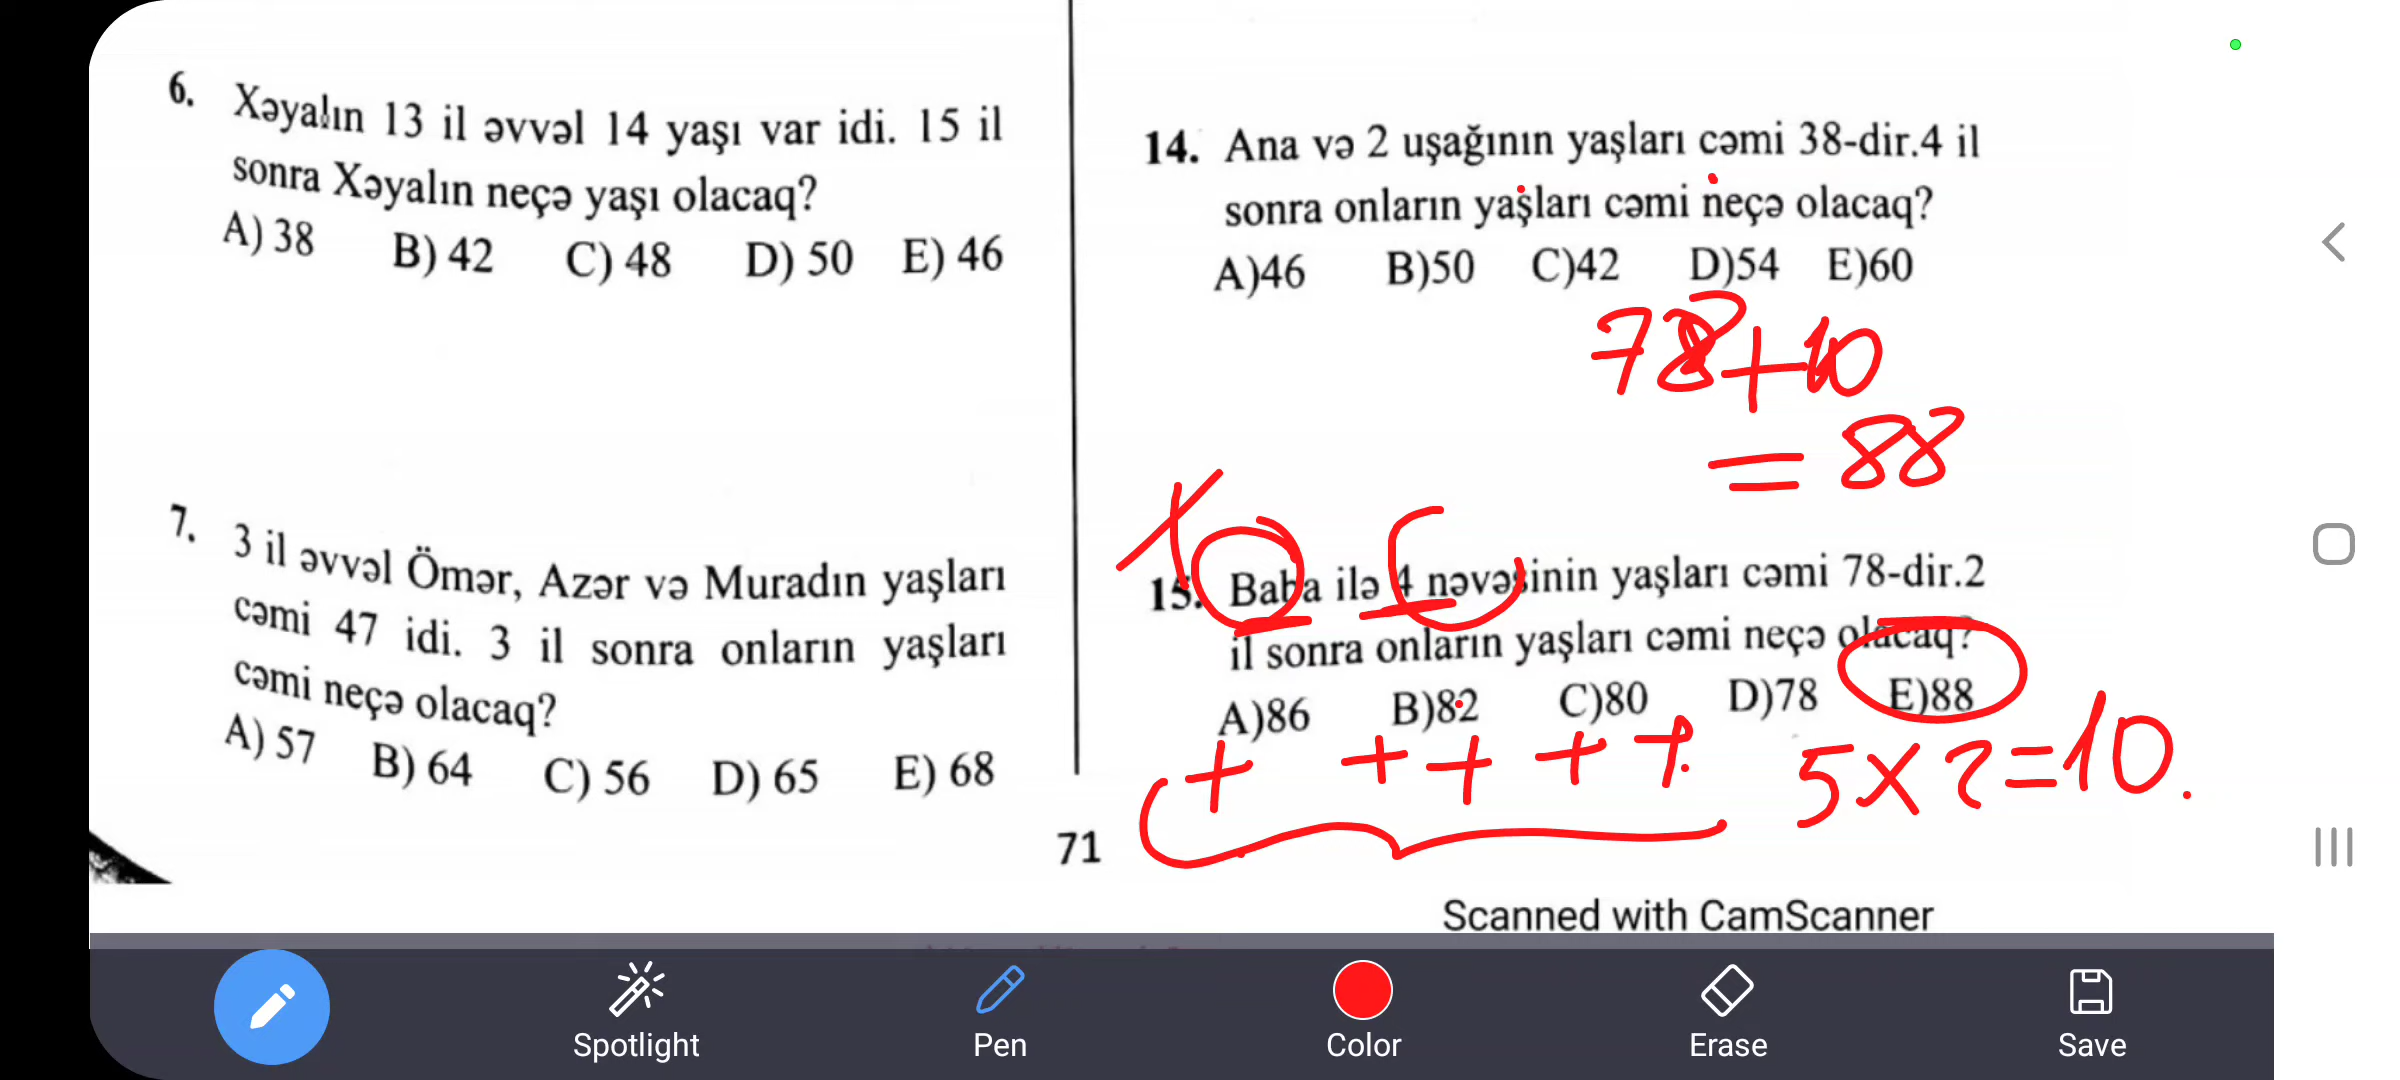 6. Xəyalın 13 il əvvəl 14 yaşı var idi. 15 il
sonra Xəyalın neçə yaşı olacaq?
A) 38 B) 42 C) 48 D) 50 E) 46
7. 3 il əvvəl Ömər, Azər və Muradın yaşları
cəmi 47 idi. 3 il sonra onların yaşları
cəmi neçə olacaq?
A) 57 B) 64 C) 56 D) 65 E) 68
14. Ana və 2 uşağının yaşları cəmi 38-dir.4 il
sonra onların yaşları cəmi neçə olacaq?
A)46 B)50 C)42 D)54 E)60
78+10
=88
15. Baba ilə 4 nəvəsinin yaşları cəmi 78-dir.2
il sonra onların yaşları cəmi neçə olacaq?
A)86 B)82 C)80 D)78 E)88
+ + + + +
5×2=10.
71
Scanned with CamScanner
Spotlight Pen Color Erase Save